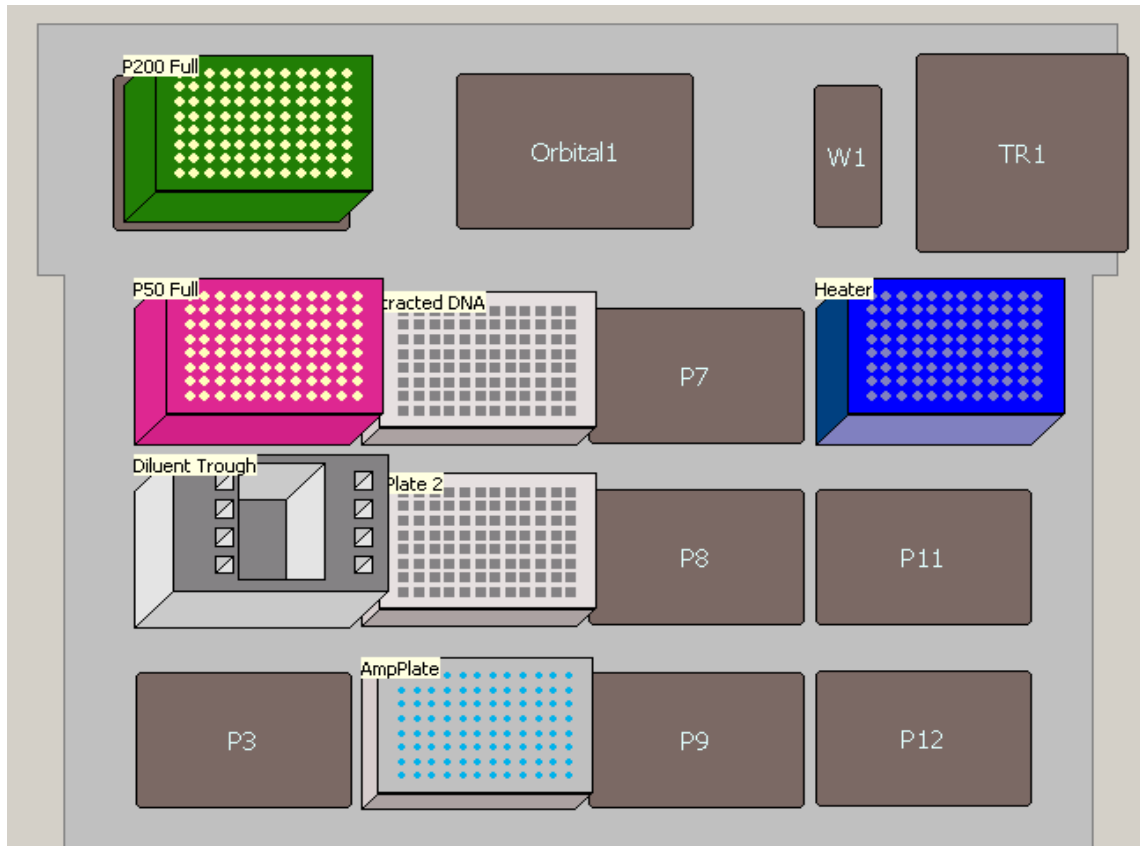 P200 Full
Orbital1
W1
TR1
P50 Full
tracted DNA
P7
Heater
Diluent Trough
Plate 2
P8
P11
AmpPlate
P3
P9
P12